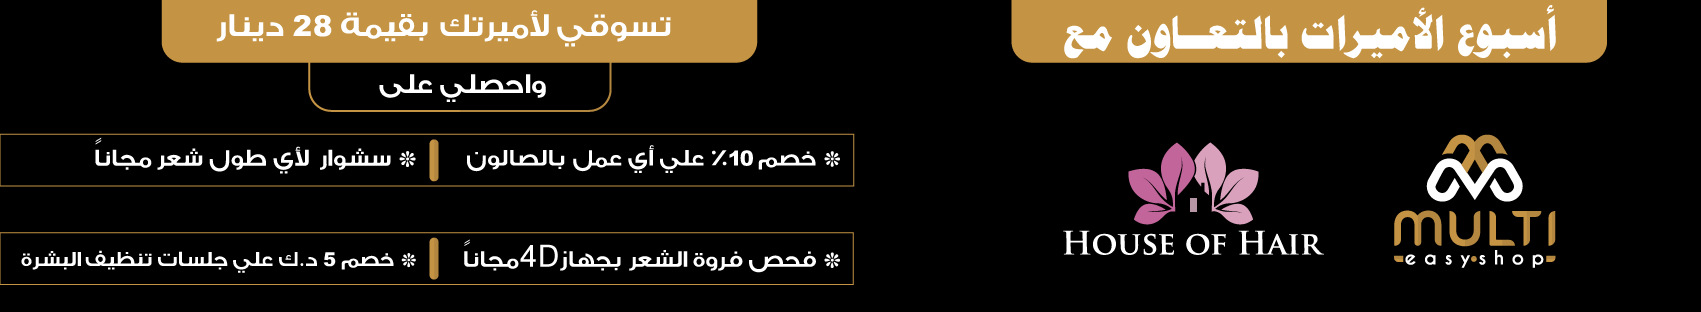 أسبوع الأميرات بالتعاون مع
MULTI
easy shop
HOUSE OF HAIR
تسوقي لأميرتك بقيمة 28 دينار
واحصلي على
❊ خصم 10٪ علي أي عمل بالصالون
❊ سشوار لأي طول شعر مجاناً
❊ فحص فروة الشعر بجهاز 4D مجاناً
❊ خصم 5 د.ك علي جلسات تنظيف البشرة